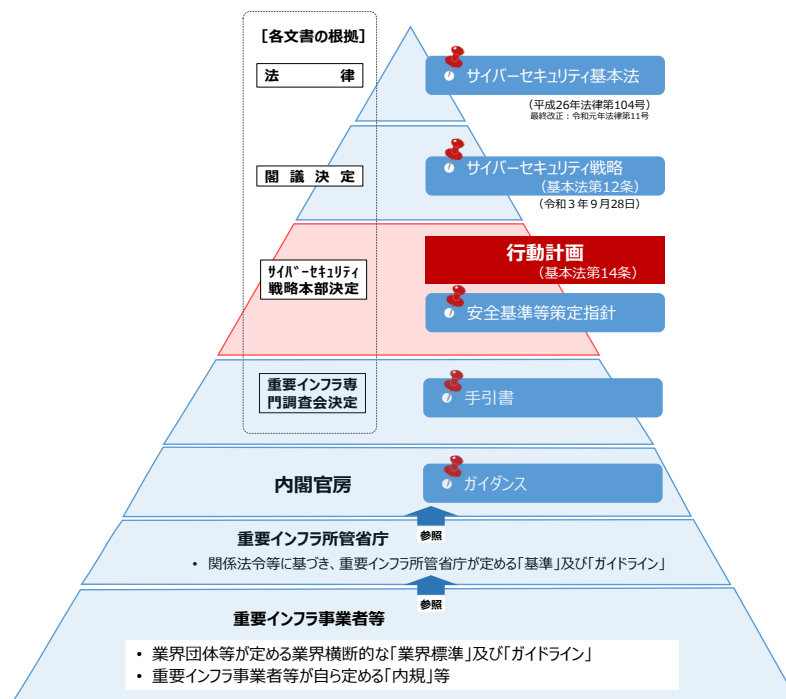 ［各文書の根拠］
法　律
サイバーセキュリティ基本法
（平成26年法律第104号）
最終改正：令和元年法律第11号
閣議決定
サイバーセキュリティ戦略
（基本法第12条）
（令和３年９月28日）
ｻｲﾊﾞｰｾｷｭﾘﾃｨ
戦略本部決定
行動計画
（基本法第14条）
安全基準等策定指針
重要インフラ専
門調査会決定
手引書
内閣官房
ガイダンス
参照
重要インフラ所管省庁
• 関係法令等に基づき、重要インフラ所管省庁が定める「基準」及び「ガイドライン」
参照
重要インフラ事業者等
• 業界団体等が定める業界横断的な「業界標準」及び「ガイドライン」
• 重要インフラ事業者等が自ら定める「内規」等